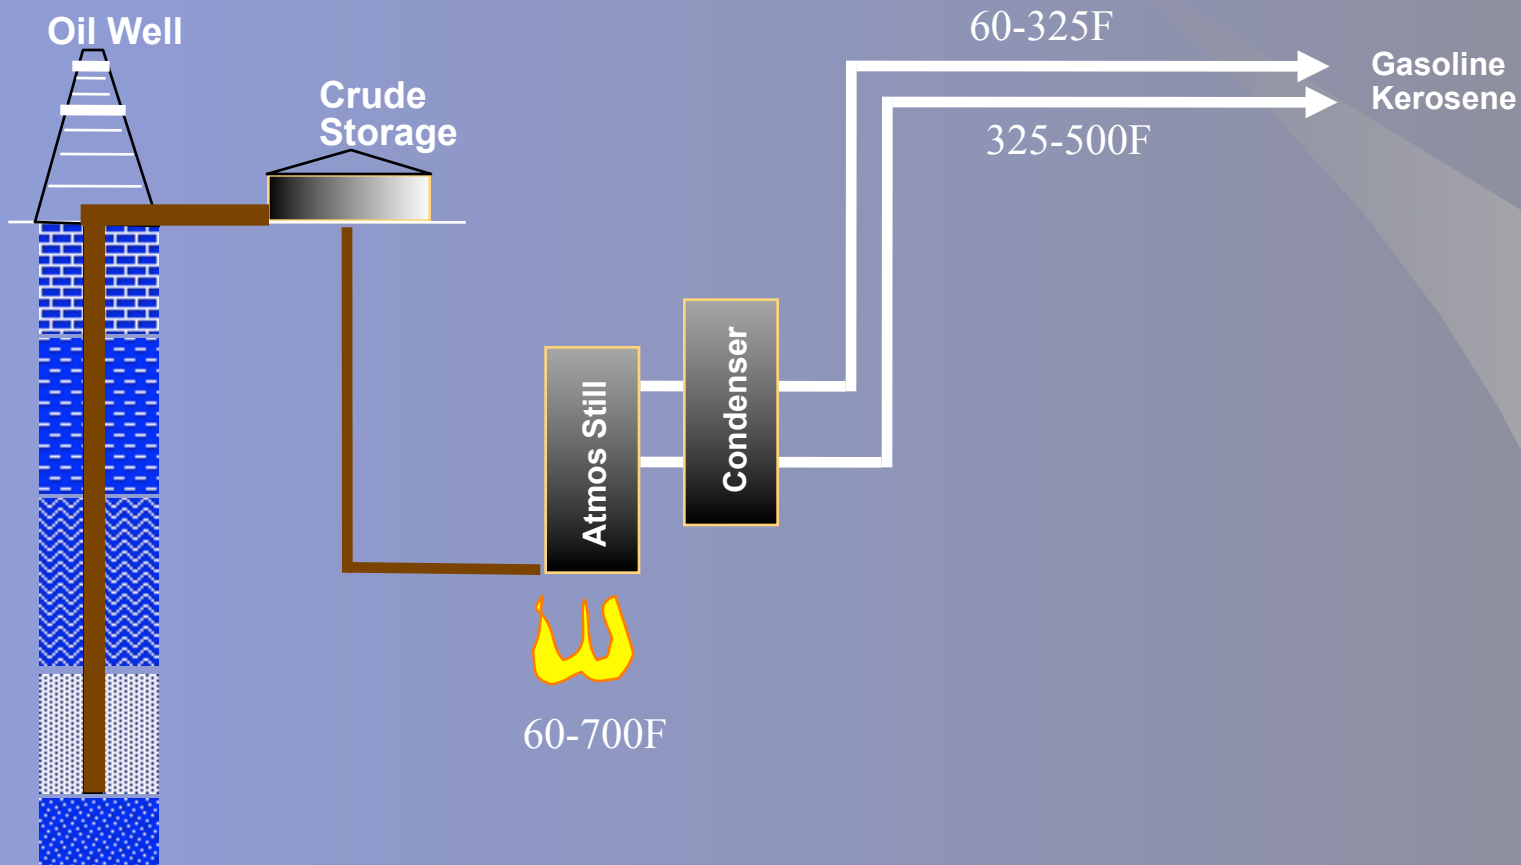 Oil Well
Crude
Storage
60-325F
Gasoline
Kerosene
325-500F
Atmos Still
Condenser
60-700F